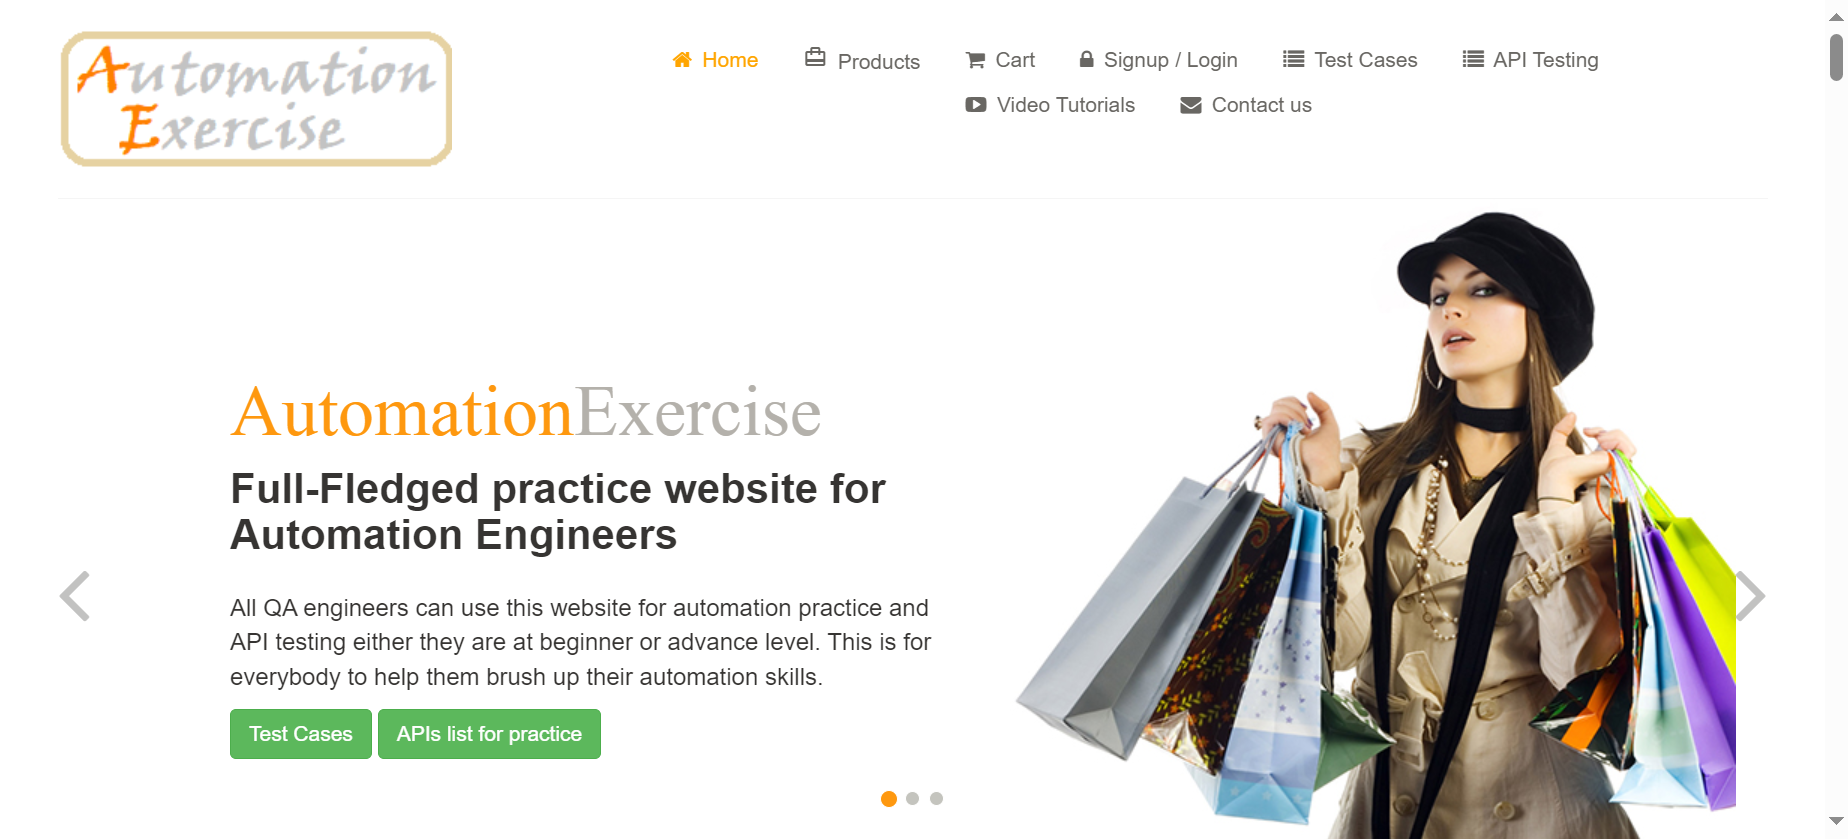 Automation
Exercise
Home Products Cart Signup / Login Test Cases API Testing
Video Tutorials Contact us
AutomationExercise
Full-Fledged practice website for
Automation Engineers
All QA engineers can use this website for automation practice and
API testing either they are at beginner or advance level. This is for
everybody to help them brush up their automation skills.
Test Cases APIs list for practice